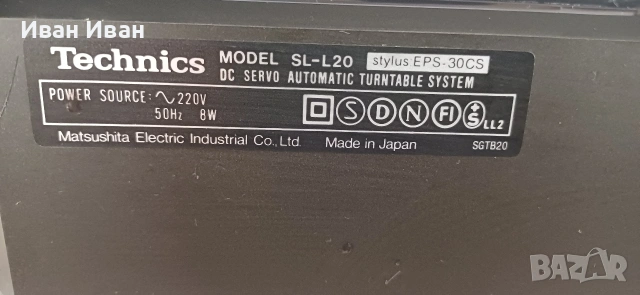 Иван Иван
Technics MODEL SL-L20 stylus EPS-30CS
DC SERVO AUTOMATIC TURNTABLE SYSTEM
POWER SOURCE: ~ 220V
50Hz 8W
S D N FI S LL2
Matsushita Electric Industrial Co., Ltd. Made in Japan SGTB20
BAZAR